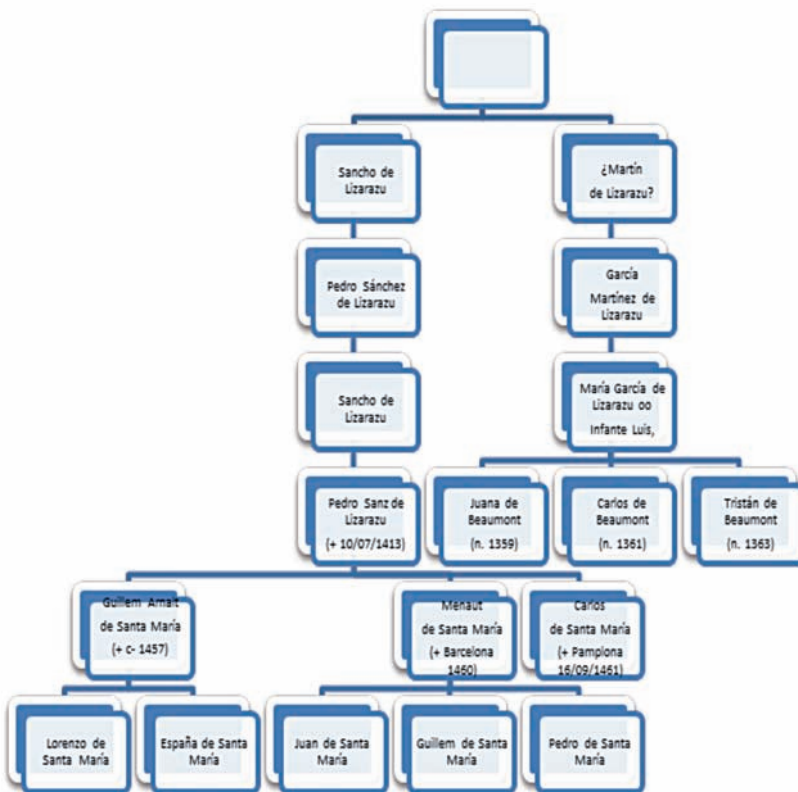 Sancho de
Lizarazu
¿Martín
de Lizarazu?
Pedro Sánchez
de Lizarazu
García
Martínez de
Lizarazu
Sancho de
Lizarazu
María García de
Lizarazu oo
Infante Luis,
Pedro Sanz de
Lizarazu
(+ 10/07/1413)
Juana de
Beaumont
(n. 1359)
Carlos de
Beaumont
(n. 1361)
Tristán de
Beaumont
(n. 1363)
Guillem Arnalt
de Santa María
(+ c- 1457)
Menaut
de Santa María
(+ Barcelona
1460)
Carlos
de Santa María
(+ Pamplona
16/09/1461)
Lorenzo de
Santa María
España de Santa
María
Juan de Santa
María
Guillem de Santa
María
Pedro de Santa
María